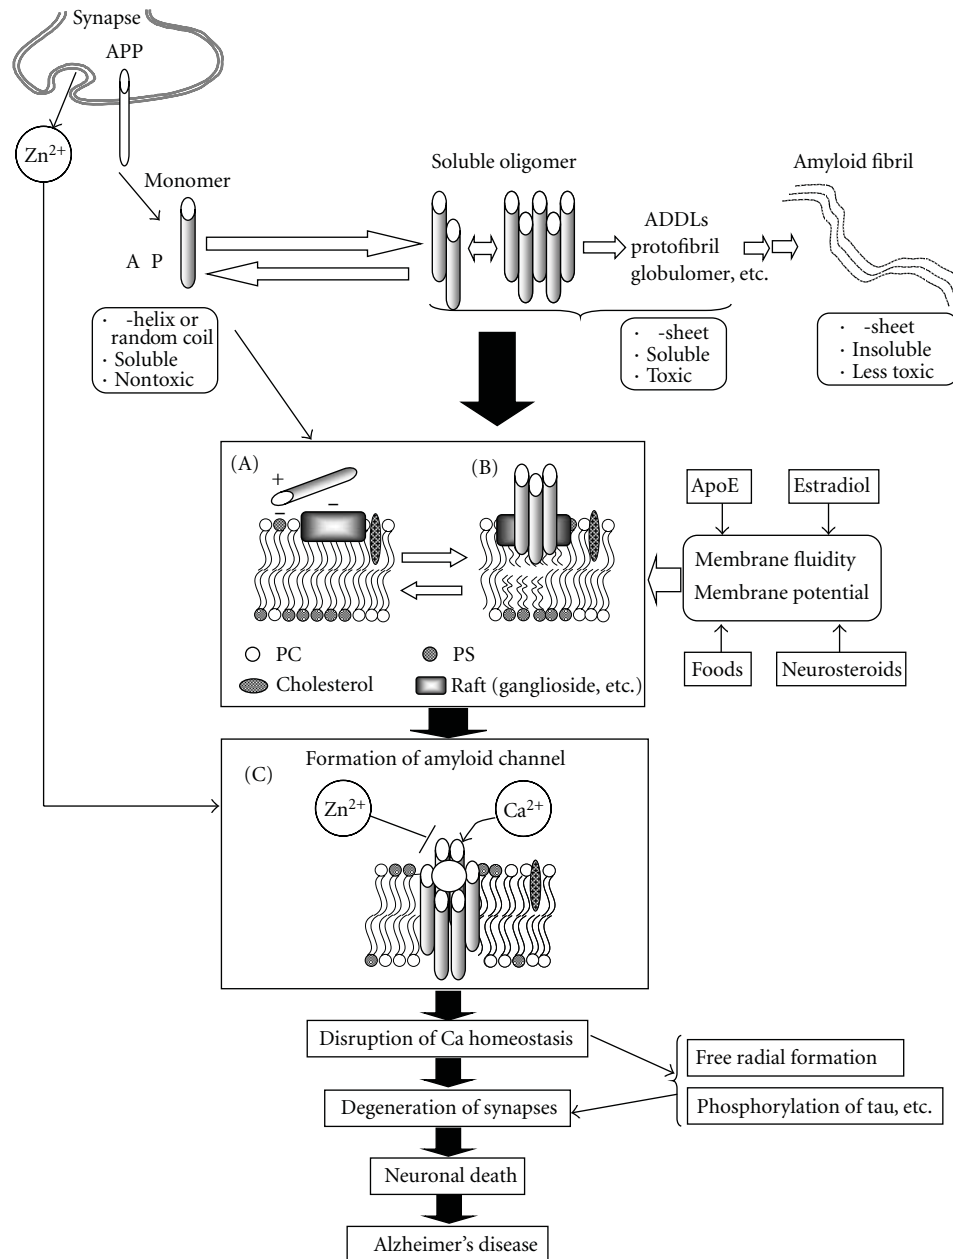 Synapse
APP
Zn2+
Monomer
A P
Soluble oligomer
ADDLs
protofibril
globulomer, etc.
Amyloid fibril
· -helix or
random coil
· Soluble
· Nontoxic
· -sheet
· Soluble
· Toxic
· -sheet
· Insoluble
· Less toxic
(A)
+
−
−
(B)
PC
PS
Cholesterol
Raft (ganglioside, etc.)
ApoE
Estradiol
Membrane fluidity
Membrane potential
Foods
Neurosteroids
Formation of amyloid channel
(C)
Zn2+
Ca2+
Disruption of Ca homeostasis
Free radial formation
Degeneration of synapses
Phosphorylation of tau, etc.
Neuronal death
Alzheimer's disease